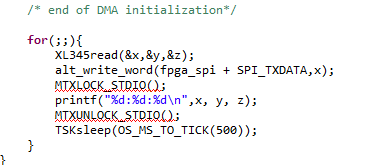 /* end of DMA initialization*/
for(;;){
XL345read(&x,&y,&z);
alt_write_word(fpga_spi + SPI_TXDATA,x);
MTXLOCK_STDIO();
printf("%d:%d:%d\n",x, y, z);
MTXUNLOCK_STDIO();
TSKsleep(OS_MS_TO_TICK(500));
}
}